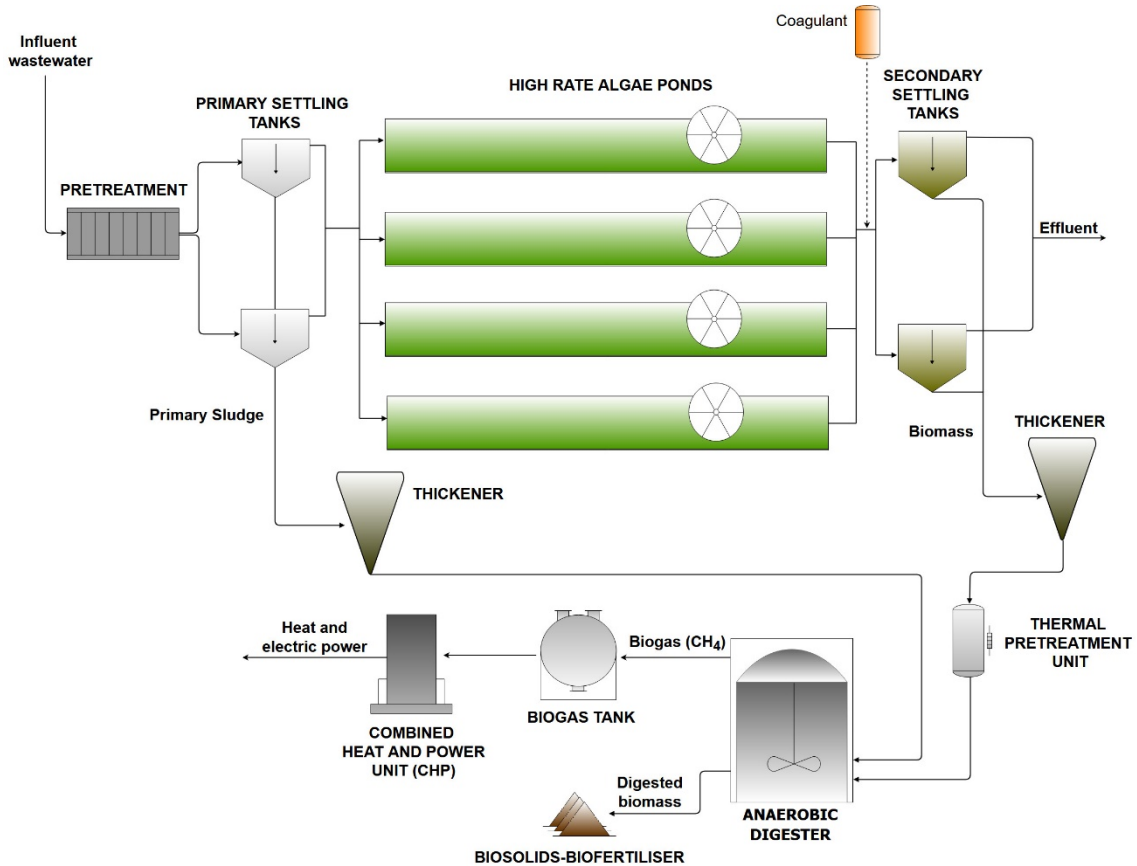 Coagulant
Influent
wastewater
PRIMARY SETTLING
TANKS
HIGH RATE ALGAE PONDS
SECONDARY
SETTLING
TANKS
PRETREATMENT
Effluent
Primary Sludge
Biomass
THICKENER
THICKENER
Heat and
electric power
Biogas (CH4)
THERMAL
PRETREATMENT
UNIT
BIOGAS TANK
COMBINED
HEAT AND POWER
UNIT (CHP)
Digested
biomass
ANAEROBIC
DIGESTER
BIOSOLIDS-BIOFERTILISER